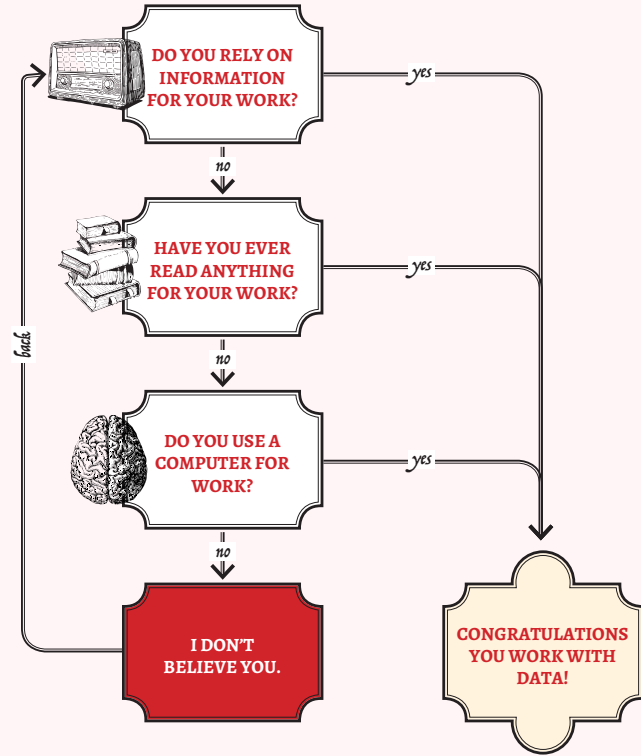 DO YOU RELY ON
INFORMATION
FOR YOUR WORK?
yes
no
HAVE YOU EVER
READ ANYTHING
FOR YOUR WORK?
yes
back
no
DO YOU USE A
COMPUTER FOR
WORK?
yes
no
I DON'T
BELIEVE YOU.
CONGRATULATIONS
YOU WORK WITH
DATA!